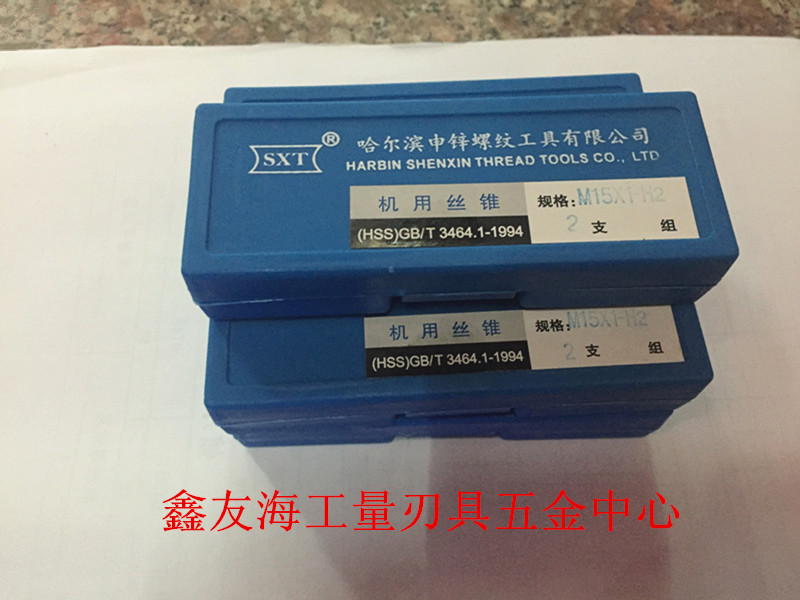 SXT ®
哈尔滨申锌螺纹工具有限公司
HARBIN SHENXIN THREAD TOOLS CO., LTD
机用丝锥
(HSS)GB/T 3464.1-1994
规格:M15X1-H2
2 支 组
机用丝锥
(HSS)GB/T 3464.1-1994
规格:M15X1-H2
2 支 组
鑫友海工量刃具五金中心